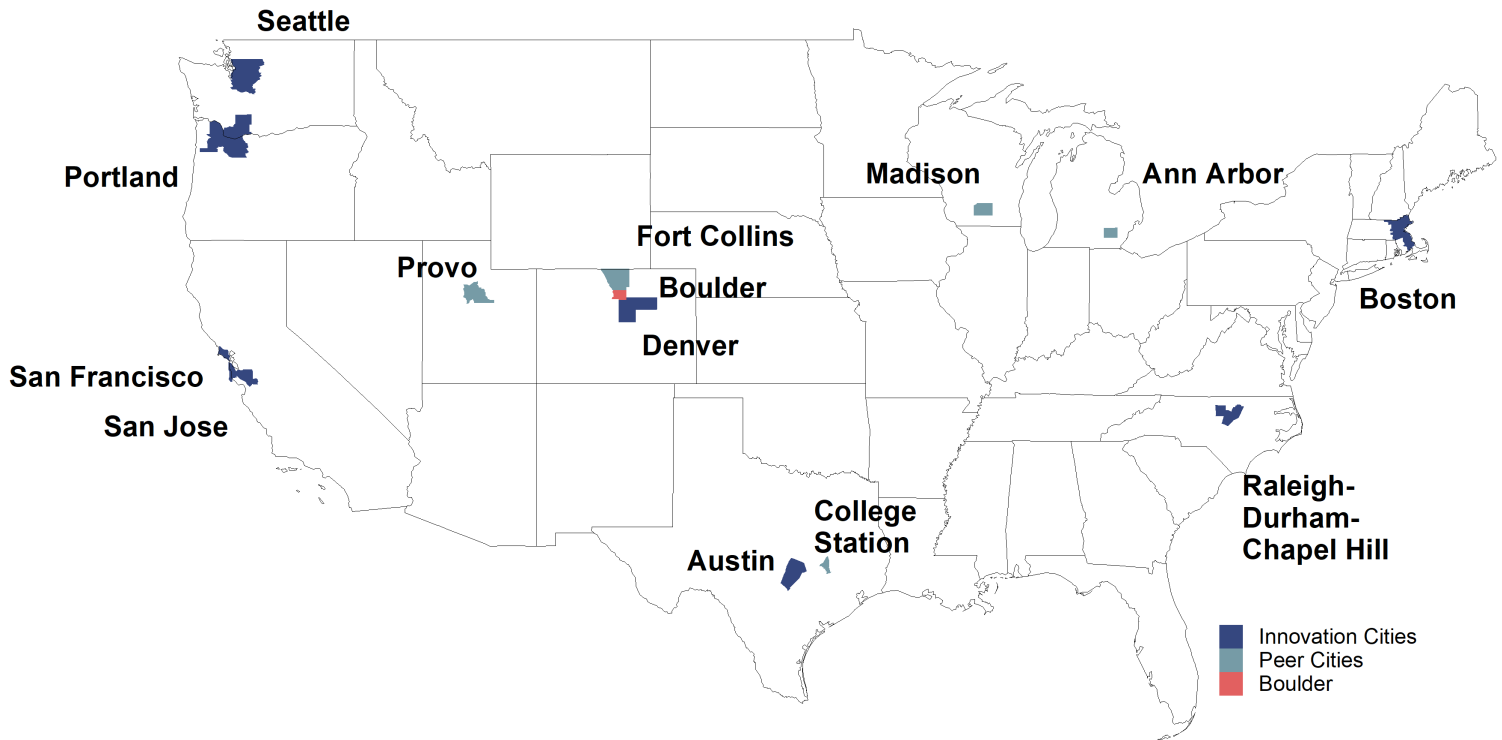 Seattle
Portland
Madison
Ann Arbor
Fort Collins
Provo
Boulder
Boston
Denver
San Francisco
San Jose
Raleigh-
Durham-
Chapel Hill
College
Station
Austin
Innovation Cities
Peer Cities
Boulder